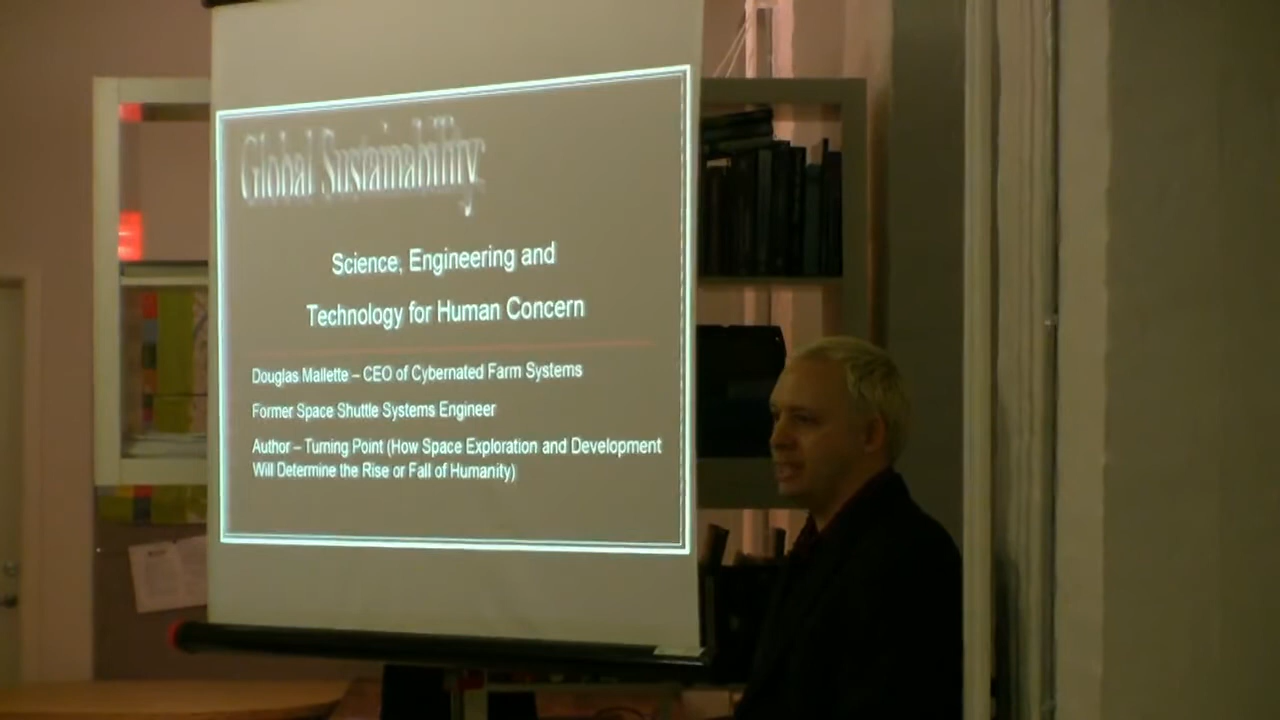 Global Sustainability:
Science, Engineering and
Technology for Human Concern
Douglas Mallette – CEO of Cybernated Farm Systems
Former Space Shuttle Systems Engineer
Author – Turning Point (How Space Exploration and Development
Will Determine the Rise or Fall of Humanity)